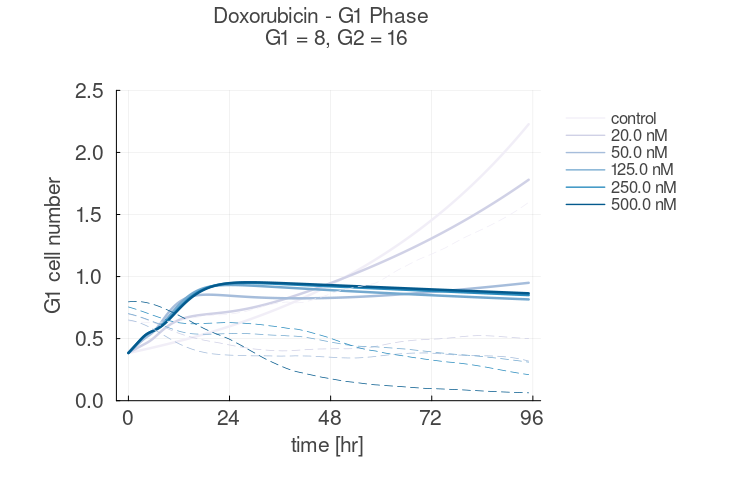 Doxorubicin - G1 Phase
G1 = 8, G2 = 16
2.5
2.0
1.5
1.0
0.5
0.0
G1 cell number
0 24 48 72 96
time [hr]
control
20.0 nM
50.0 nM
125.0 nM
250.0 nM
500.0 nM